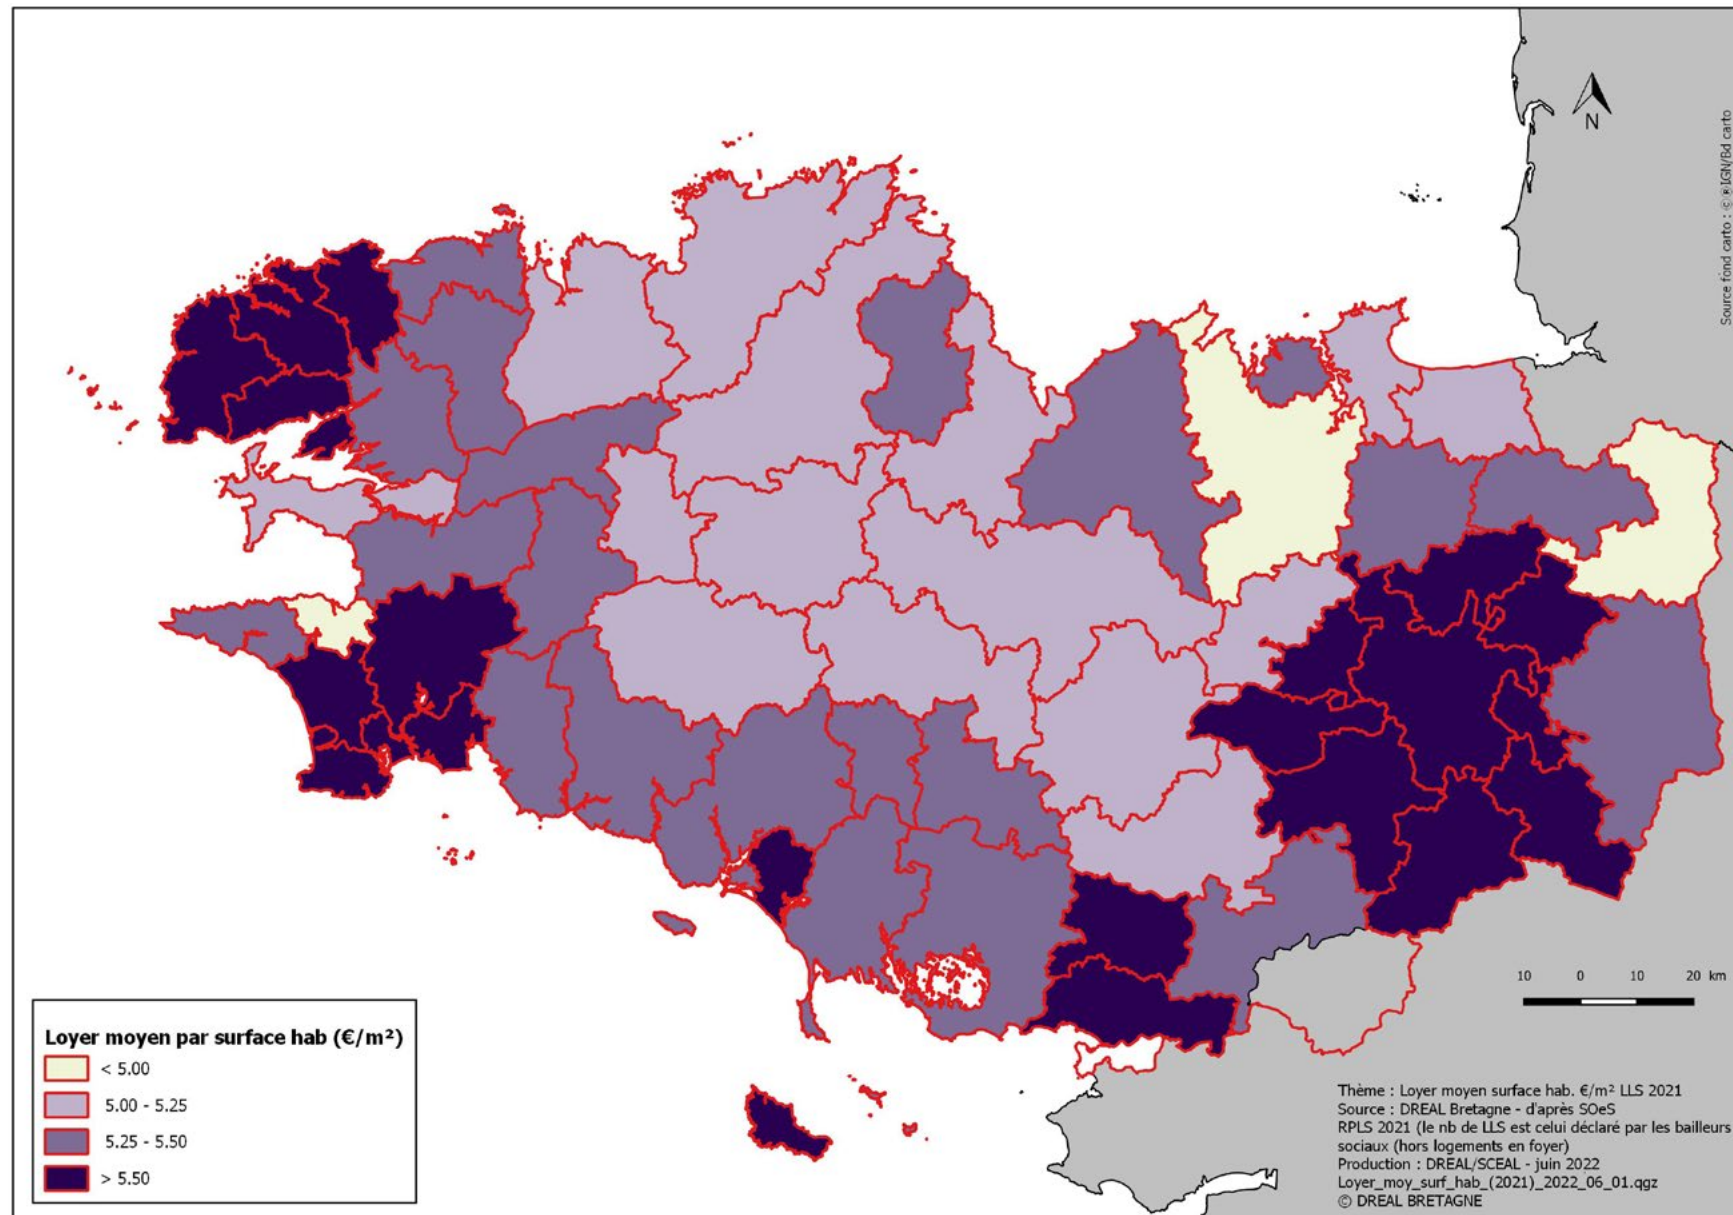 N
Source fond carto : © ®IGN/Bd carto
10 0 10 20 km
Loyer moyen par surface hab (€/m²)
< 5.00
5.00 - 5.25
5.25 - 5.50
> 5.50
Thème : Loyer moyen surface hab. €/m² LLS 2021
Source : DREAL Bretagne - d'après SOeS
RPLS 2021 (le nb de LLS est celui déclaré par les bailleurs
sociaux (hors logements en foyer)
Production : DREAL/SCEAL - juin 2022
Loyer_moy_surf_hab_(2021)_2022_06_01.qgz
© DREAL BRETAGNE